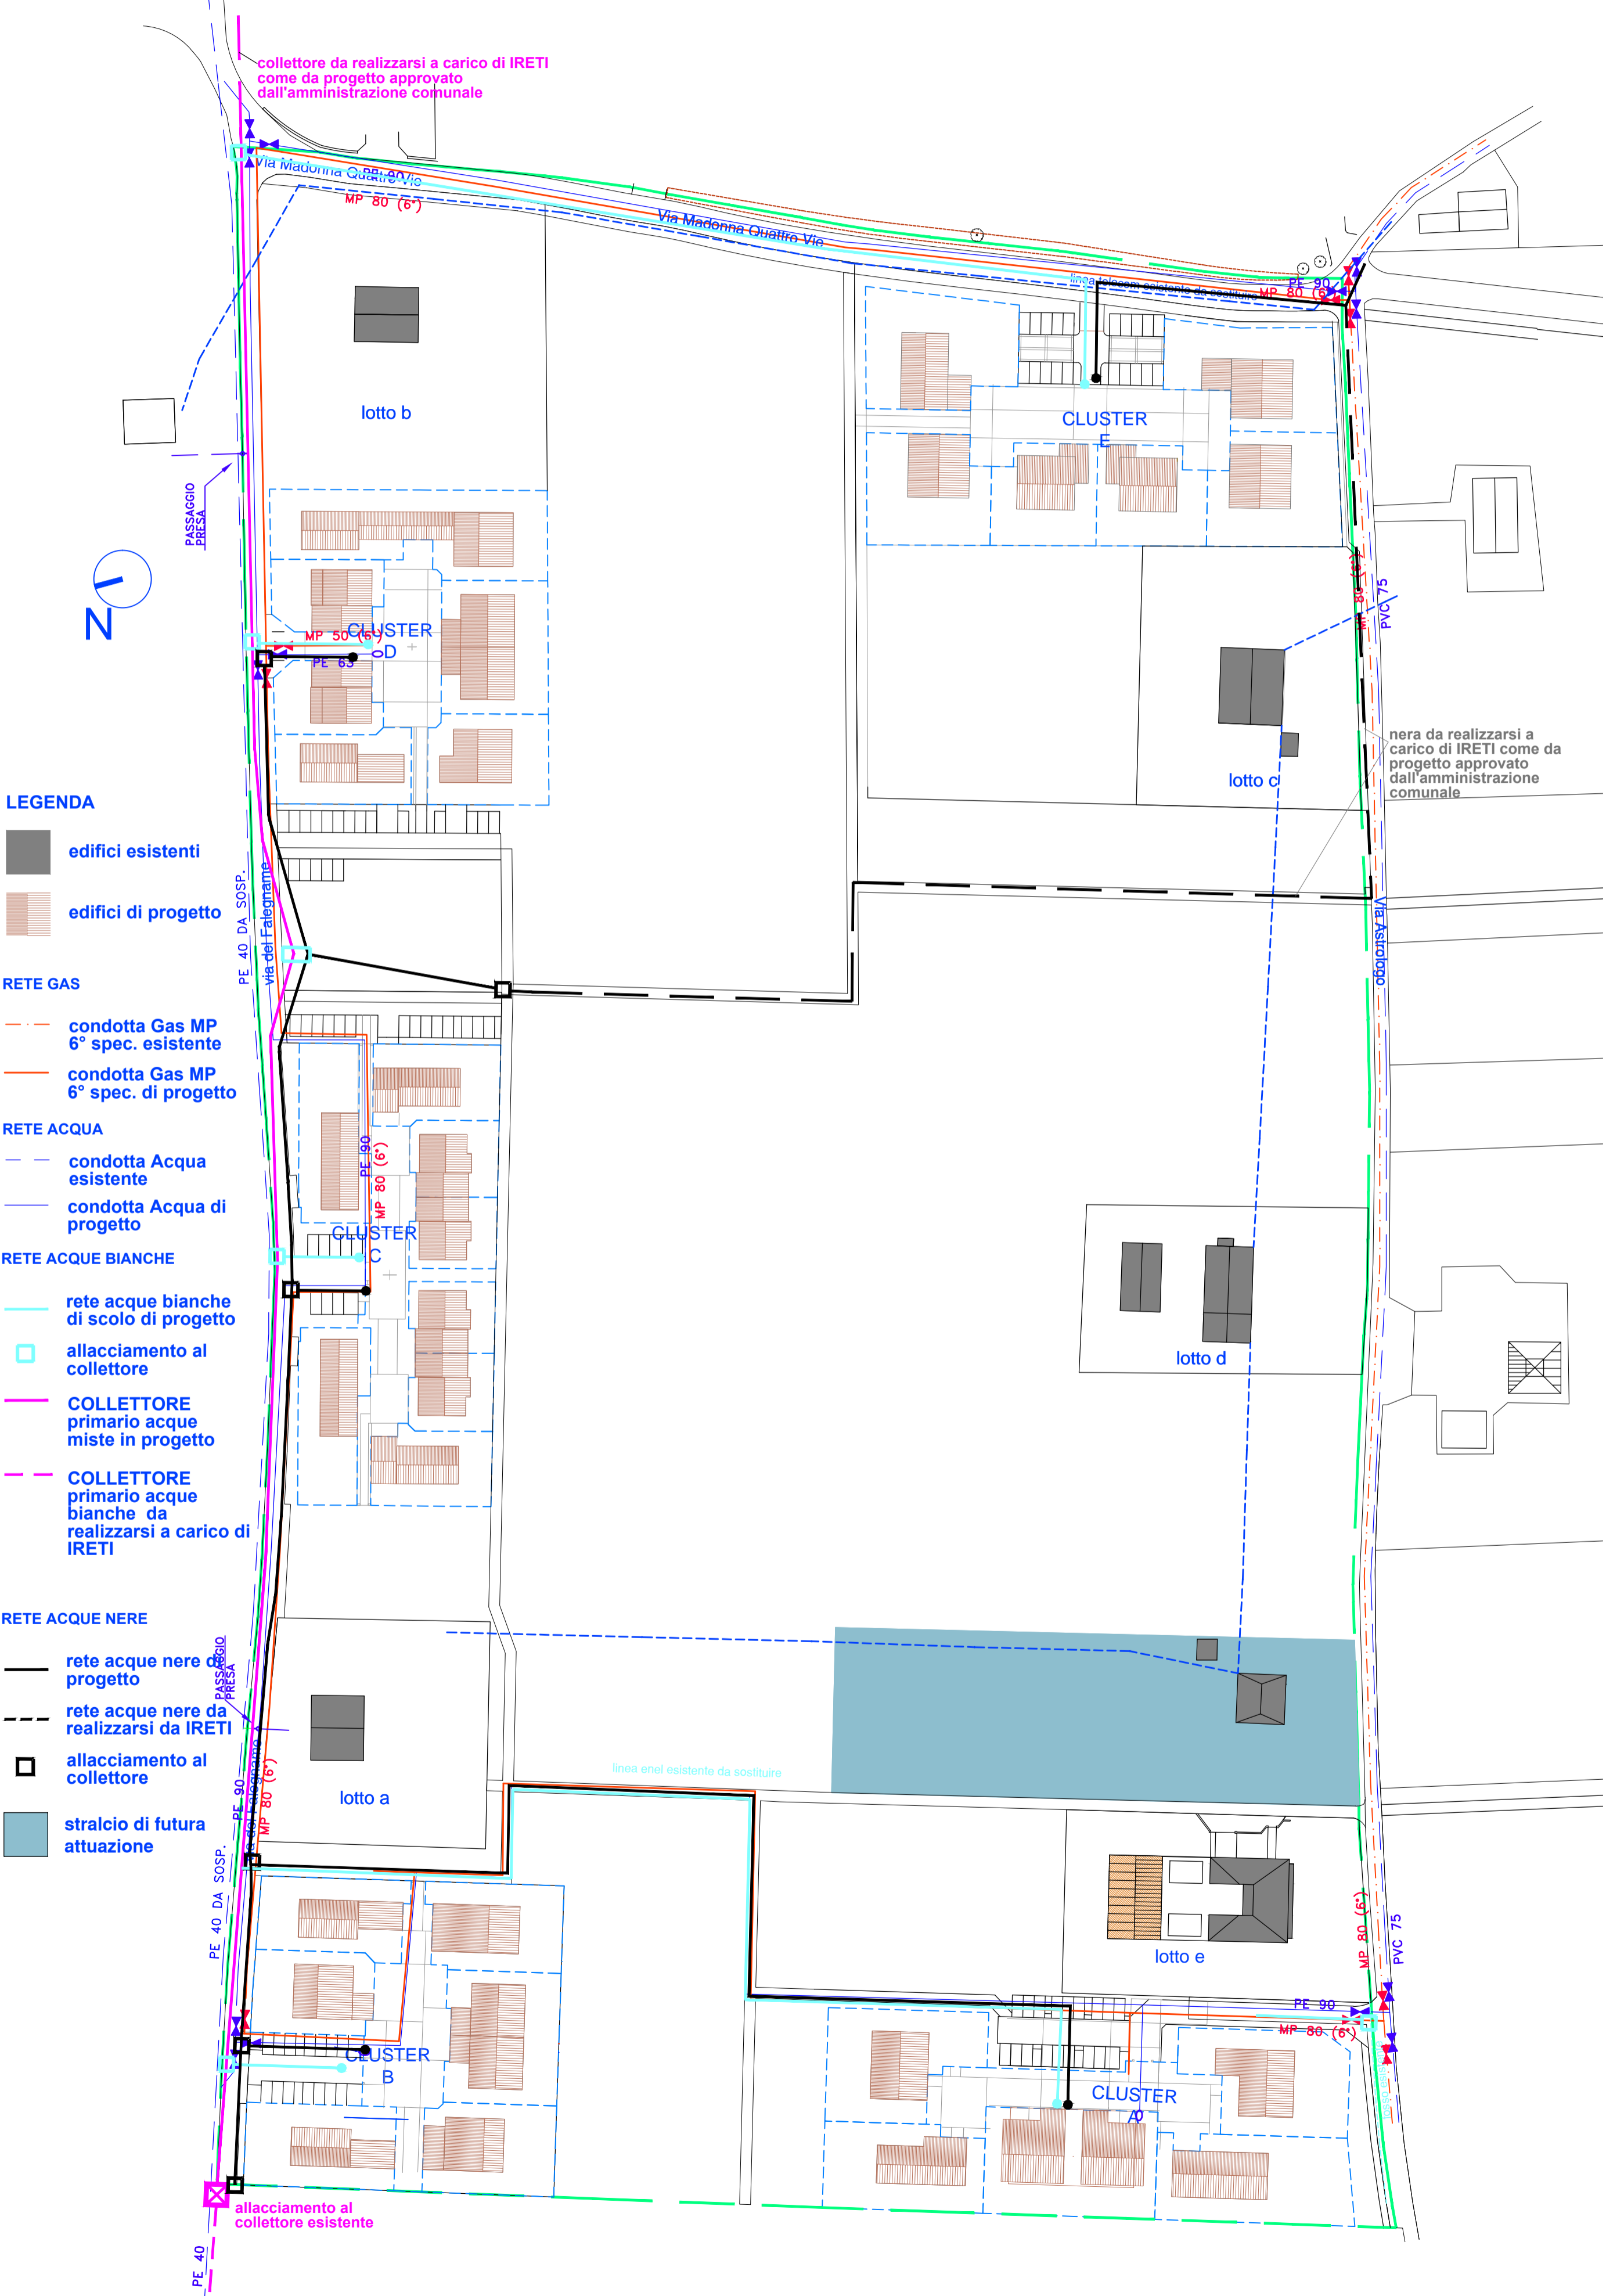 collettore da realizzarsi a carico di IRETI
come da progetto approvato
dall'amministrazione comunale
Via Madonna Quattro Vie
PE 90
MP 80 (6°)
Via Madonna Quattro Vie
linea telecom esistente da sostituire
PE 90
MP 80 (6°)
lotto b
CLUSTER
E
PASSAGGIO
PRESA
N
MP 50 (6°)
CLUSTER
D
PE 63
MP 80 (6°)
PVC 75
nera da realizzarsi a
carico di IRETI come da
progetto approvato
dall'amministrazione
comunale
lotto c
LEGENDA
edifici esistenti
edifici di progetto
PE 40 DA SOSP.
via del Falegname
Via Astrologo
RETE GAS
condotta Gas MP
6° spec. esistente
condotta Gas MP
6° spec. di progetto
RETE ACQUA
condotta Acqua
esistente
condotta Acqua di
progetto
PE 90
MP 80 (6°)
CLUSTER
C
RETE ACQUE BIANCHE
rete acque bianche
di scolo di progetto
allacciamento al
collettore
COLLETTORE
primario acque
miste in progetto
COLLETTORE
primario acque
bianche da
realizzarsi a carico di
IRETI
lotto d
RETE ACQUE NERE
rete acque nere di
progetto
rete acque nere da
realizzarsi da IRETI
allacciamento al
collettore
stralcio di futura
attuazione
PASSAGGIO
PRESA
via del Falegname
PE 90
MP 80 (6°)
PE 40 DA SOSP.
lotto a
linea enel esistente da sostituire
lotto e
MP 80 (6°)
PVC 75
PE 90
MP 80 (6°)
CLUSTER
B
CLUSTER
A
allacciamento al
collettore esistente
PE 40